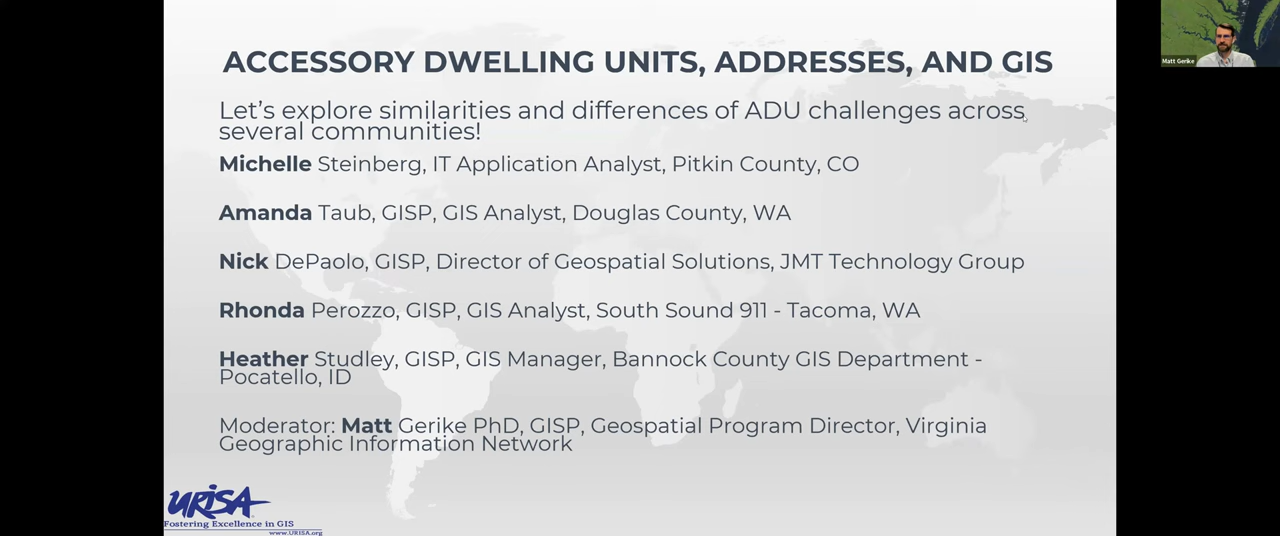 ACCESSORY DWELLING UNITS, ADDRESSES, AND GIS
Let's explore similarities and differences of ADU challenges across
several communities!
Michelle Steinberg, IT Application Analyst, Pitkin County, CO
Amanda Taub, GISP, GIS Analyst, Douglas County, WA
Nick DePaolo, GISP, Director of Geospatial Solutions, JMT Technology Group
Rhonda Perozzo, GISP, GIS Analyst, South Sound 911 - Tacoma, WA
Heather Studley, GISP, GIS Manager, Bannock County GIS Department -
Pocatello, ID
Moderator: Matt Gerike PhD, GISP, Geospatial Program Director, Virginia
Geographic Information Network
URISA
Fostering Excellence in GIS
www.URISA.org
Matt Gerike